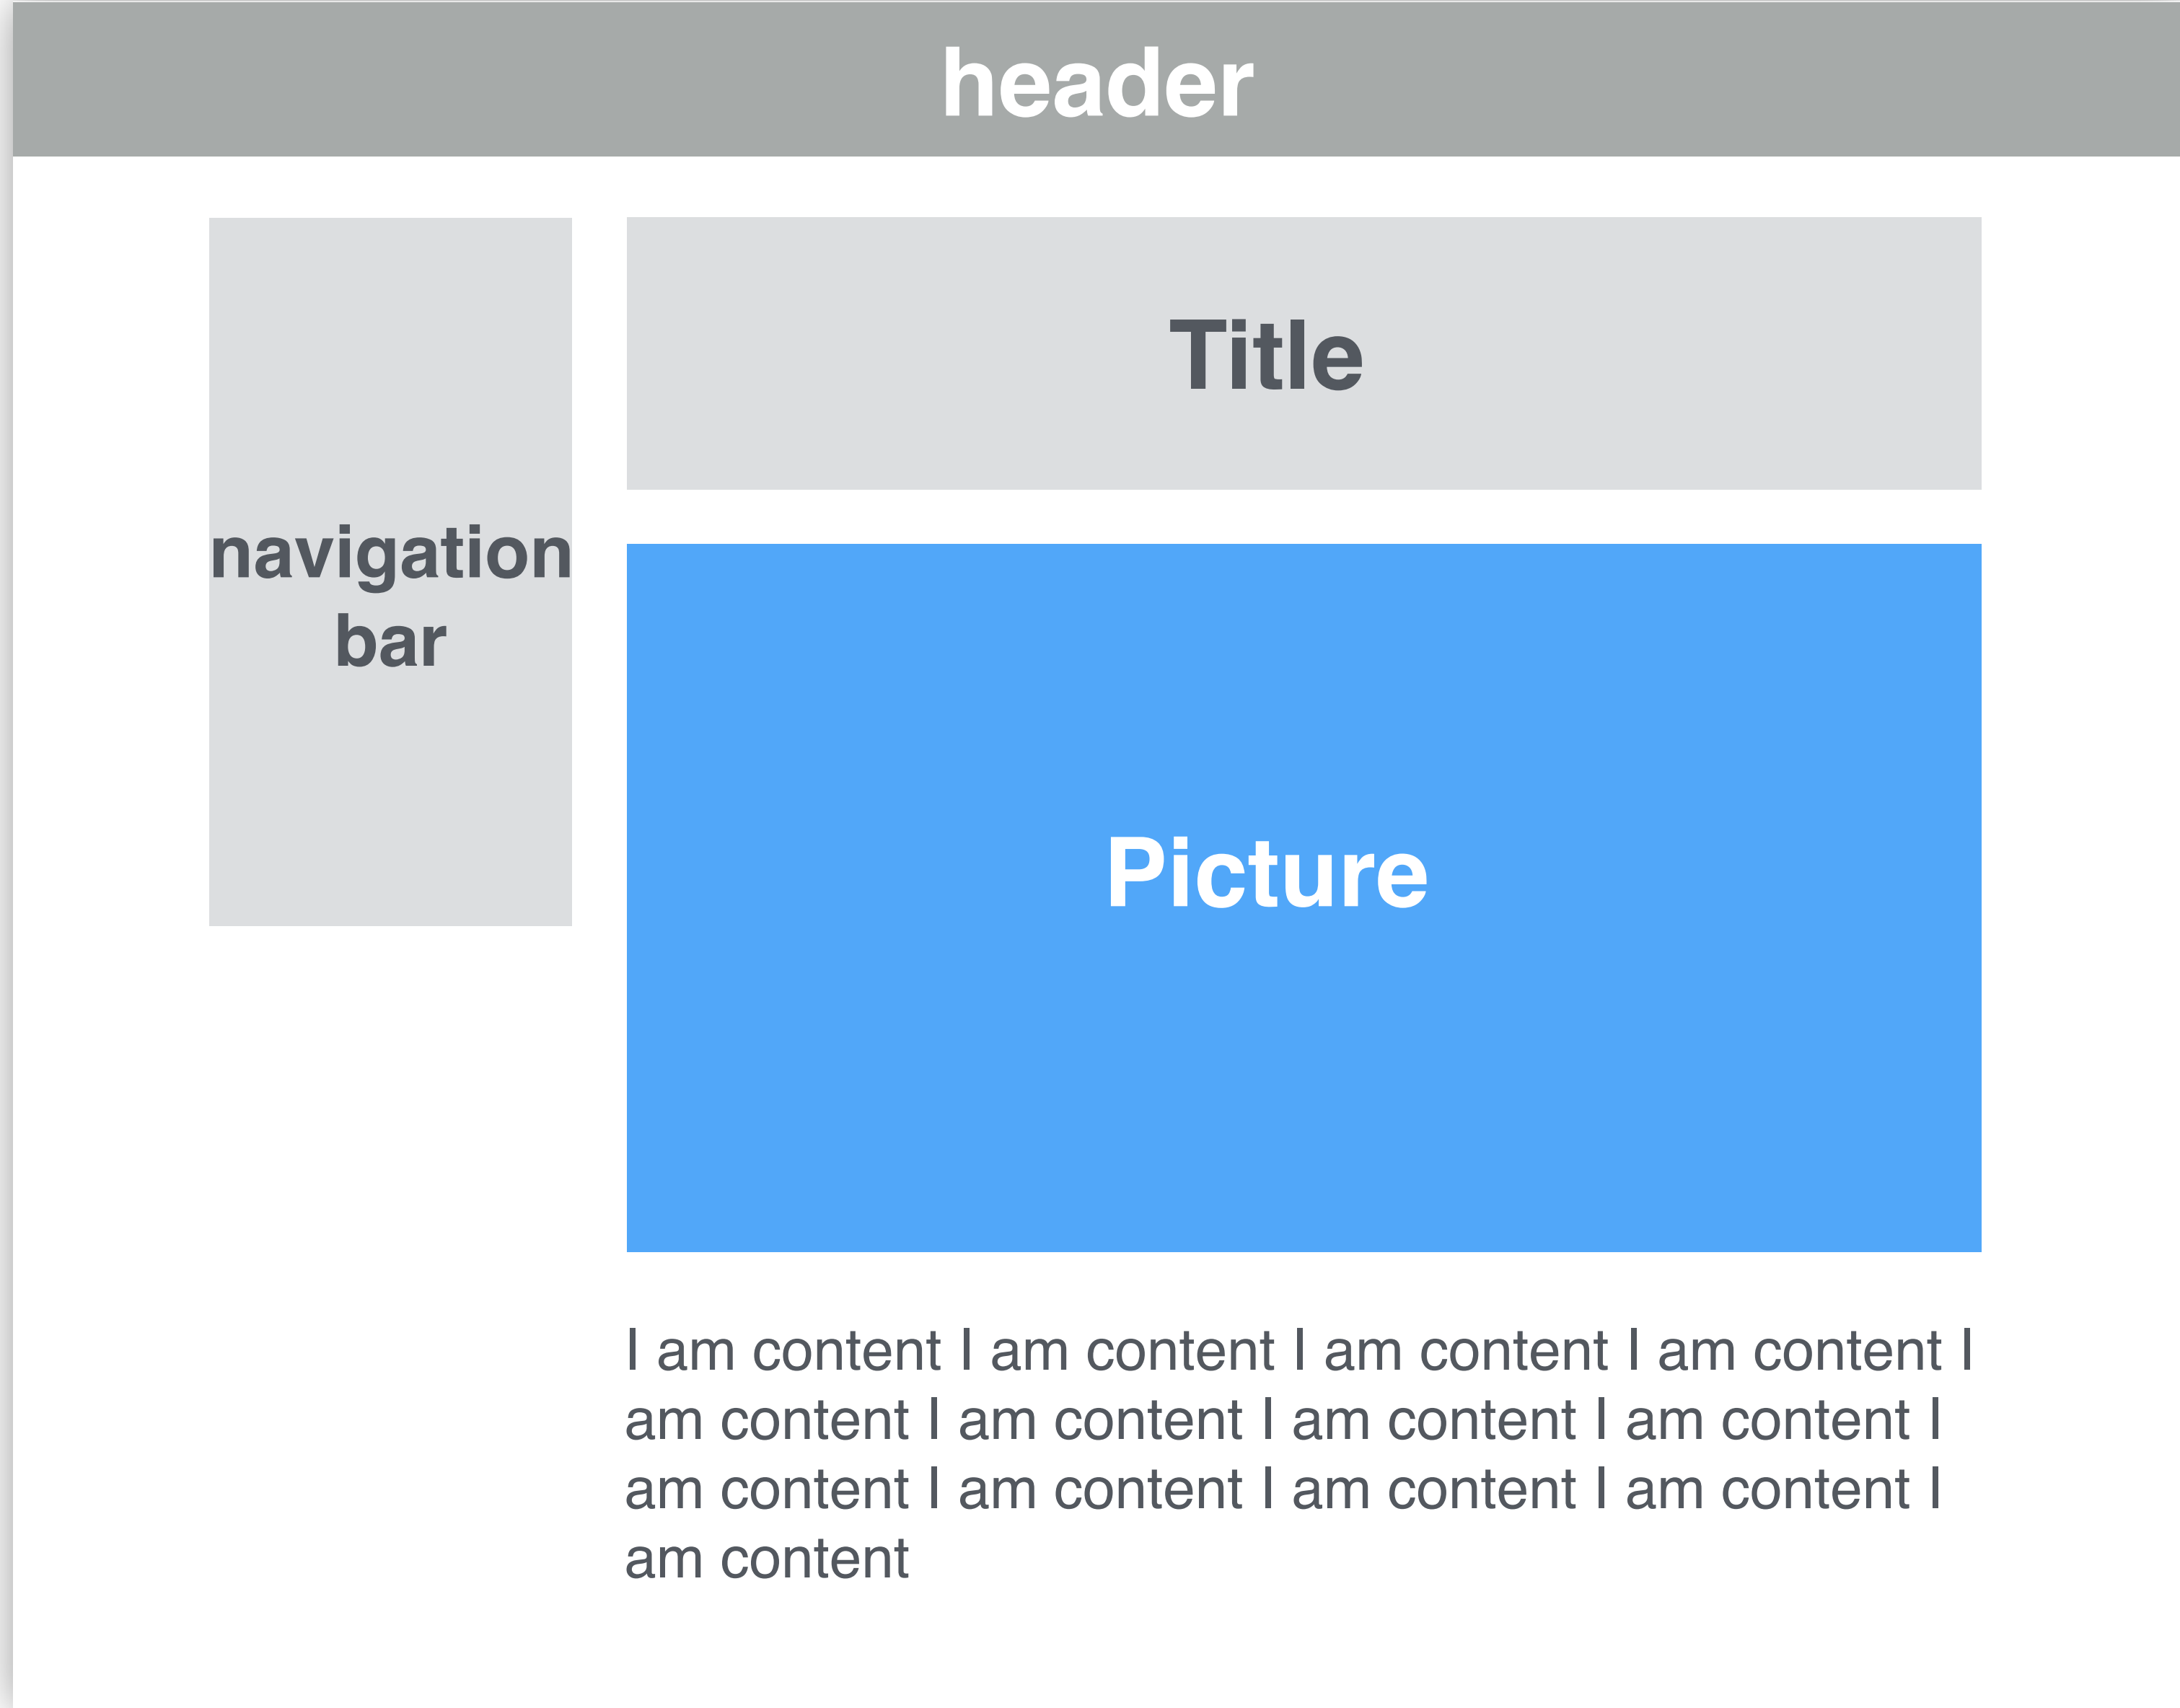 header
navigation
bar
Title
Picture
I am content I am content I am content I am content I
am content I am content I am content I am content I
am content I am content I am content I am content I
am content